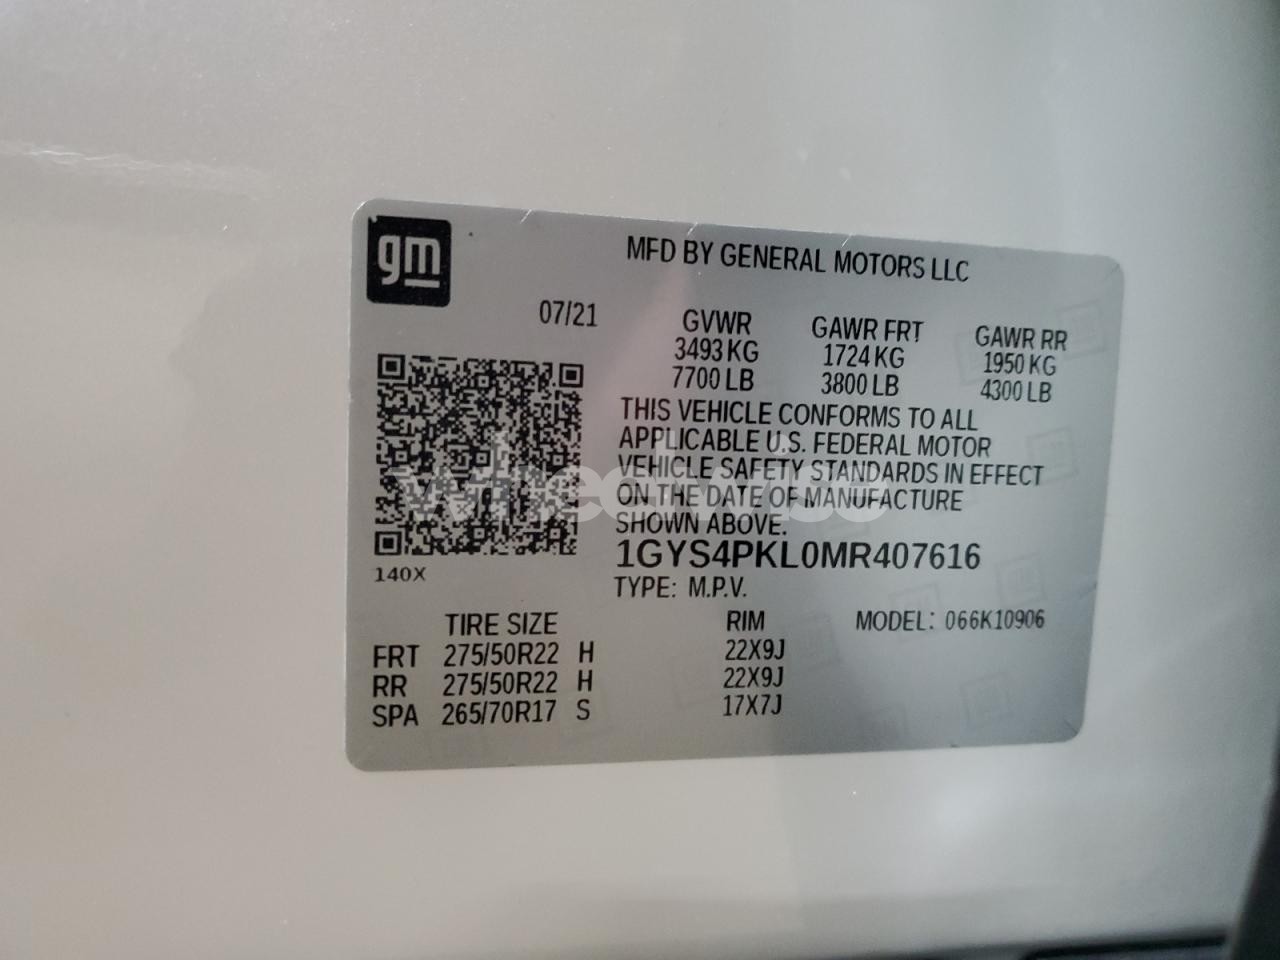 gm
MFD BY GENERAL MOTORS LLC
07/21
GVWR GAWR FRT GAWR RR
3493 KG 1724 KG 1950 KG
7700 LB 3800 LB 4300 LB
THIS VEHICLE CONFORMS TO ALL
APPLICABLE U.S. FEDERAL MOTOR
VEHICLE SAFETY STANDARDS IN EFFECT
ON THE DATE OF MANUFACTURE
SHOWN ABOVE.
wheelwise
1GYS4PKL0MR407616
140X
TYPE: M.P.V.
TIRE SIZE RIM MODEL: 066K10906
FRT 275/50R22 H 22X9J
RR 275/50R22 H 22X9J
SPA 265/70R17 S 17X7J